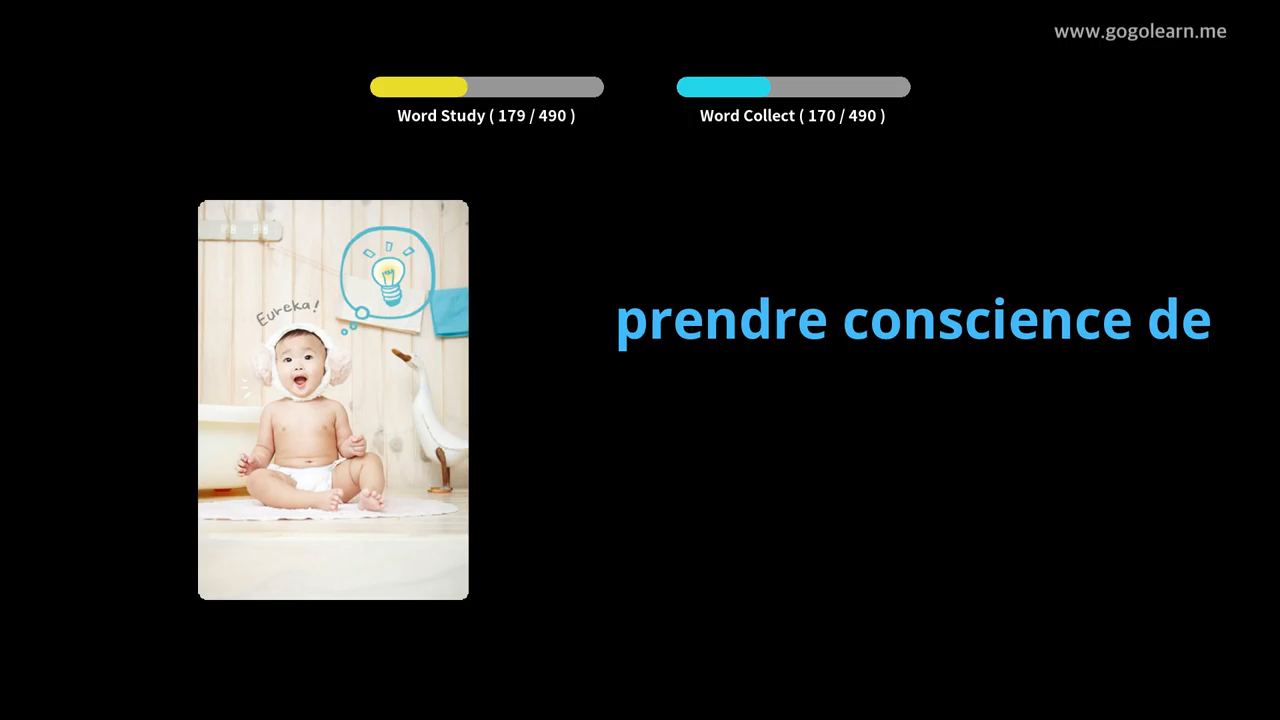 www.gogolearn.me
Word Study ( 179 / 490 )
Word Collect ( 170 / 490 )
Eureka!
prendre conscience de